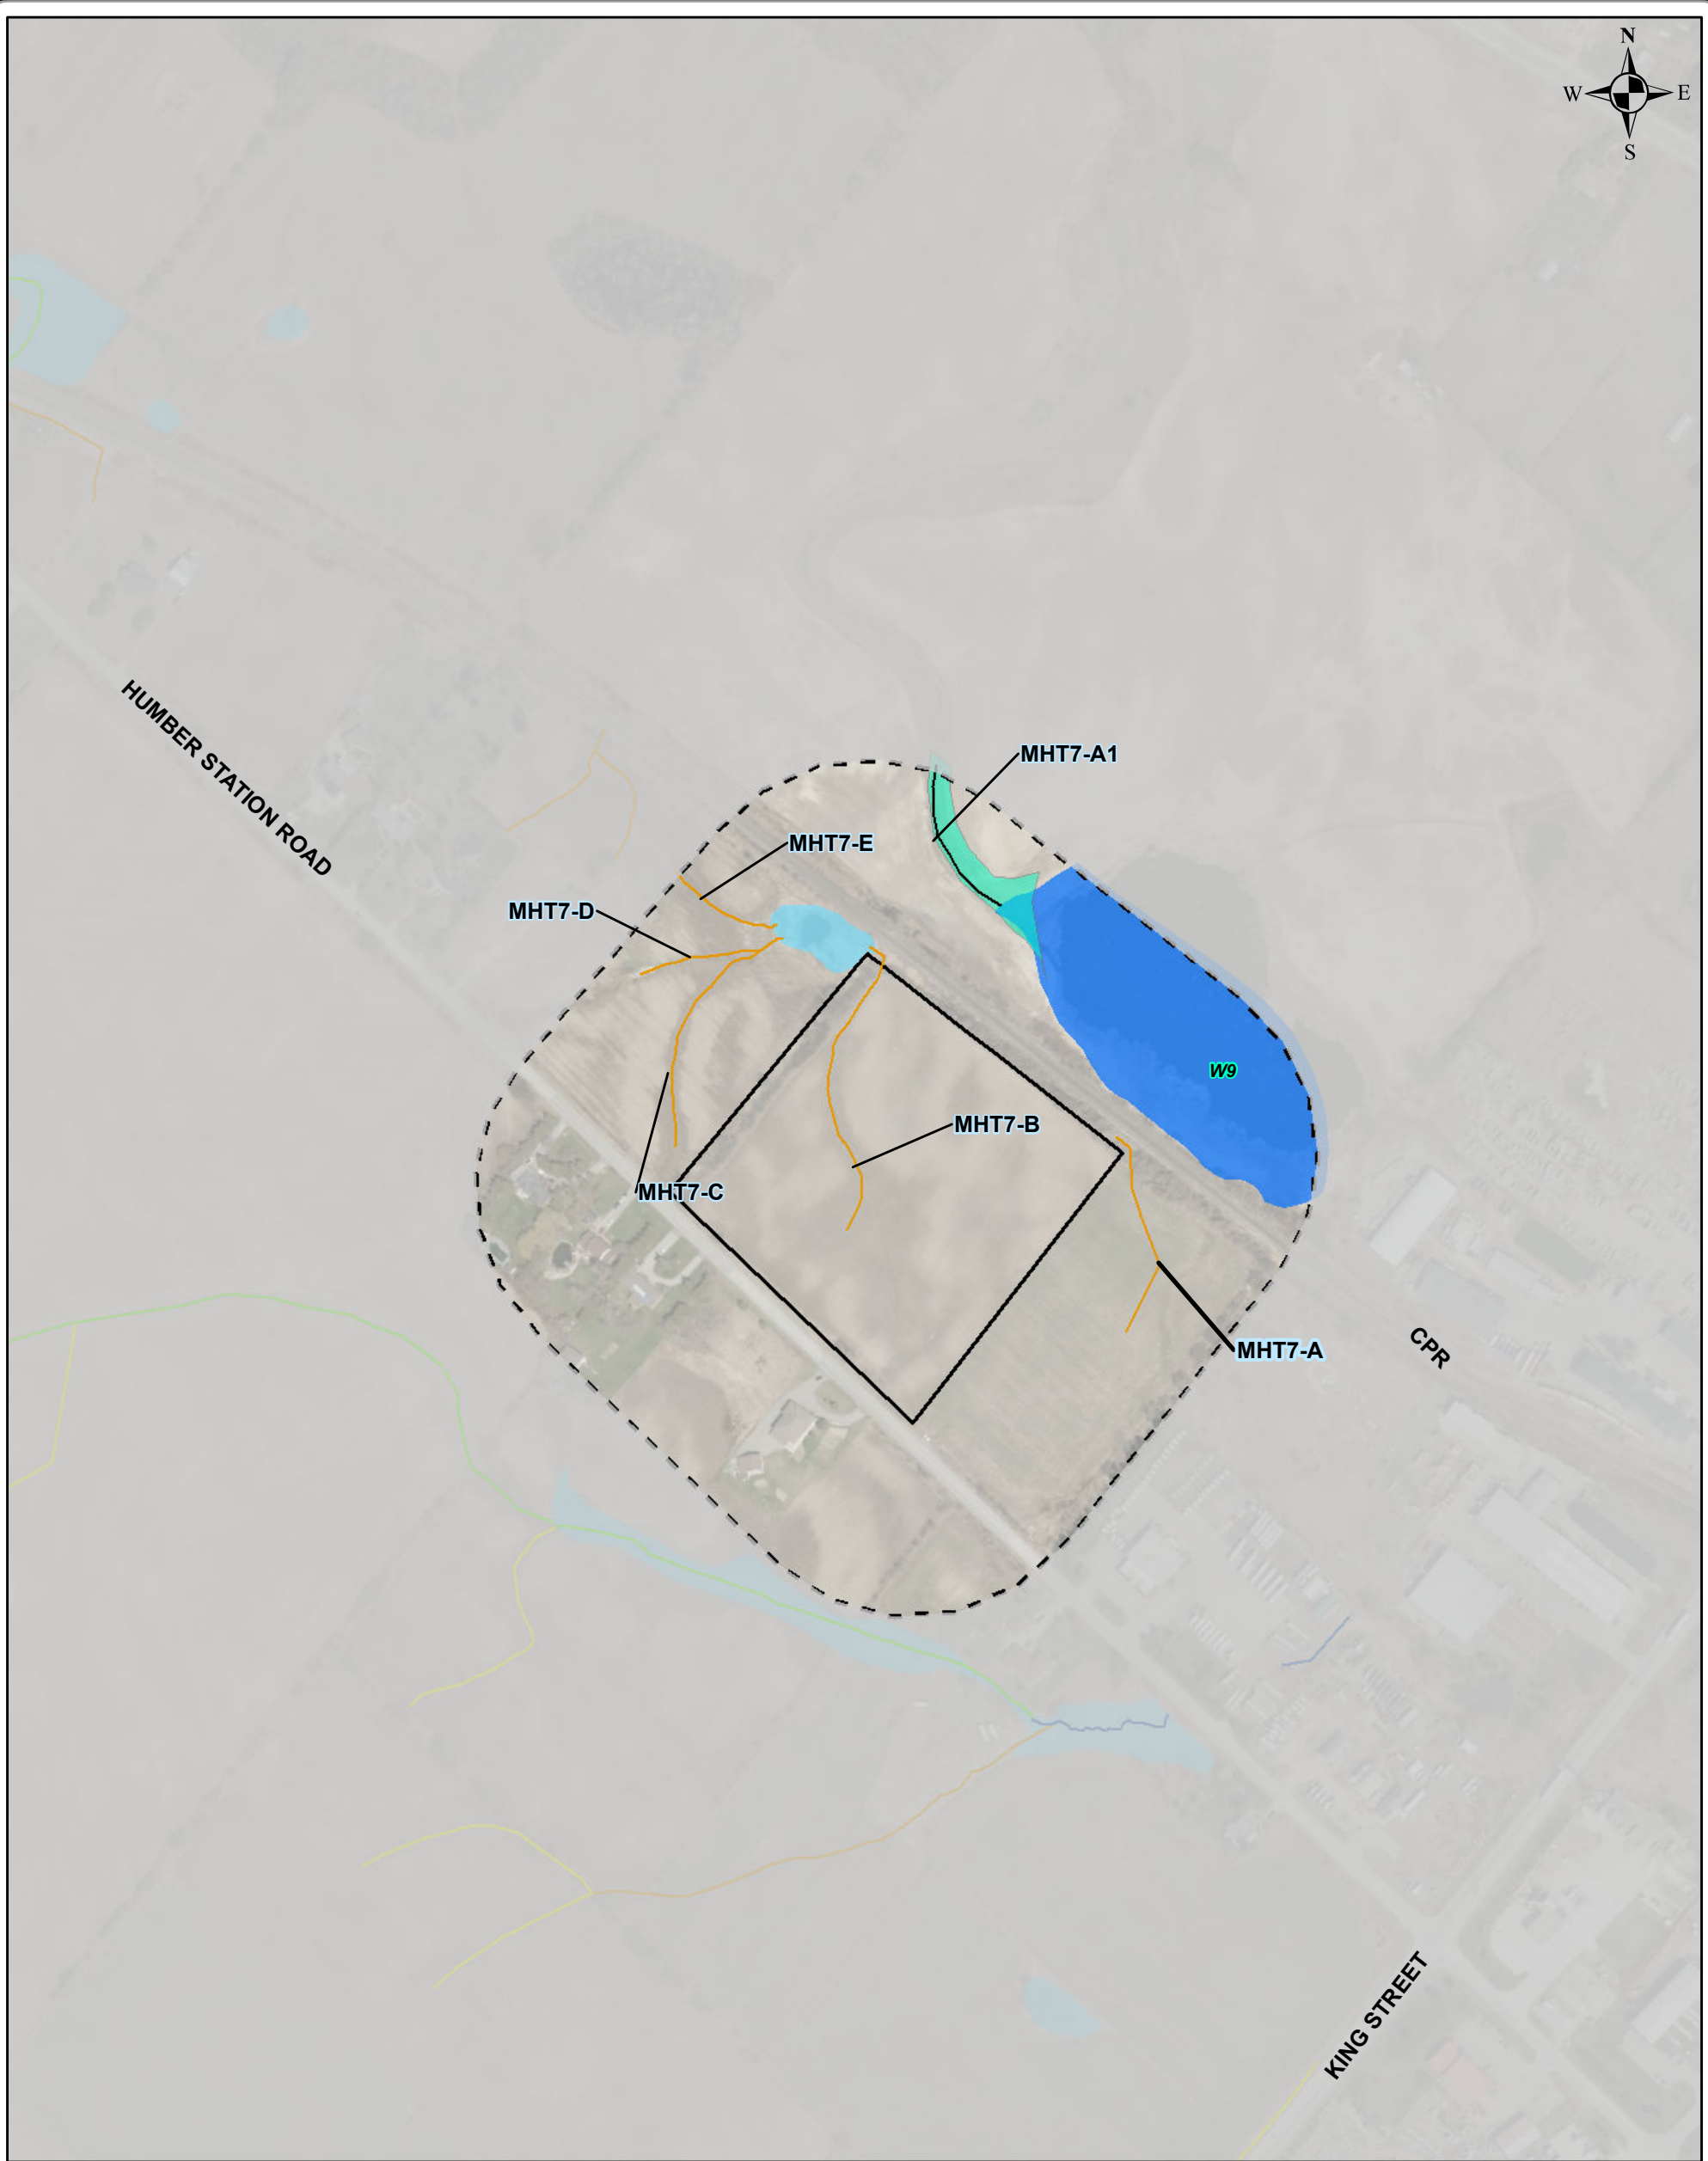 N
W E
S
HUMBER STATION ROAD
MHT7-A1
MHT7-E
MHT7-D
W9
MHT7-B
MHT7-C
MHT7-A
CPR
KING STREET